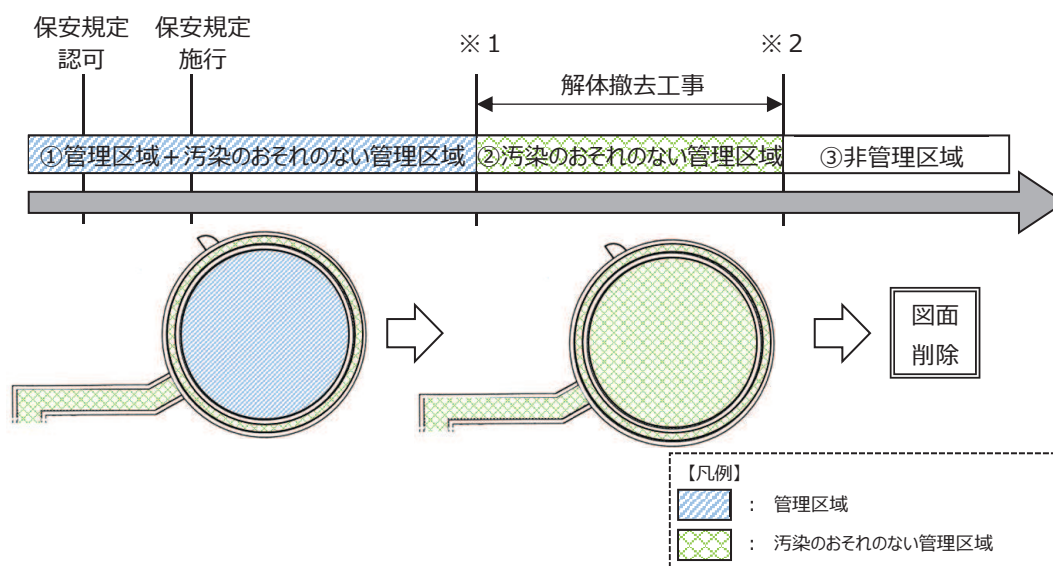 保安規定
認可
保安規定
施行
※1
※2
解体撤去工事
①管理区域+汚染のおそれのない管理区域
②汚染のおそれのない管理区域
③非管理区域
図面
削除
【凡例】
: 管理区域
: 汚染のおそれのない管理区域